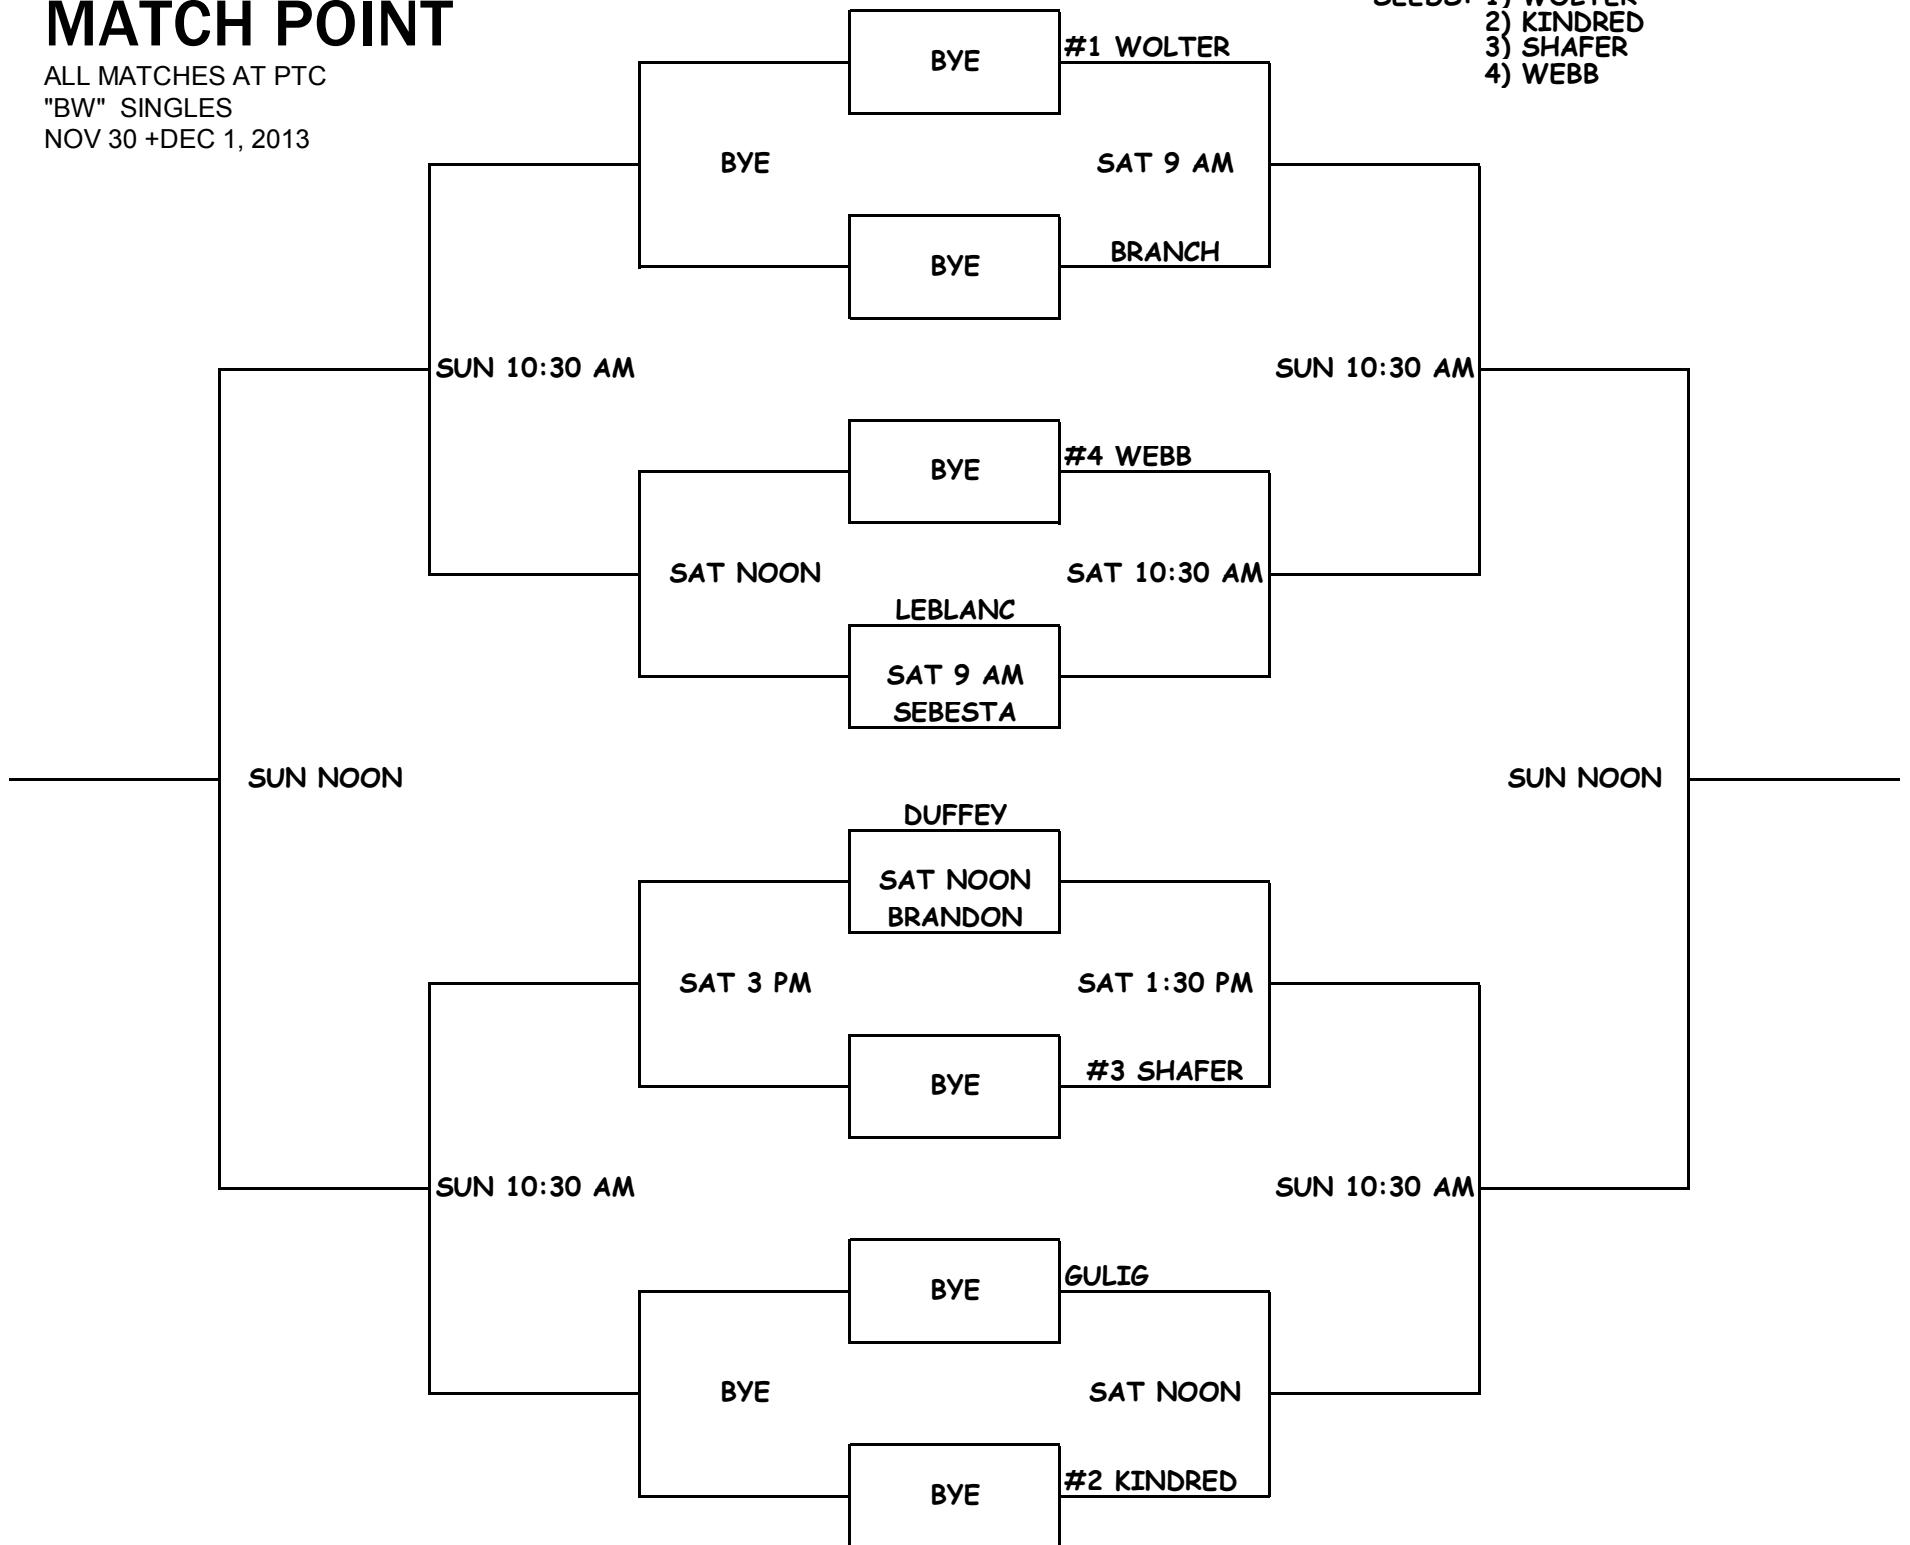 MATCH POINT
SEEDS: 1) WOLTER
2) KINDRED
3) SHAFER
4) WEBB
ALL MATCHES AT PTC
"BW" SINGLES
NOV 30 +DEC 1, 2013
BYE #1 WOLTER
BYE SAT 9 AM
BYE BRANCH
SUN 10:30 AM SUN 10:30 AM
BYE #4 WEBB
SAT NOON SAT 10:30 AM
LEBLANC
SAT 9 AM
SEBESTA
SUN NOON SUN NOON
DUFFEY
SAT NOON
BRANDON
SAT 3 PM SAT 1:30 PM
BYE #3 SHAFER
SUN 10:30 AM SUN 10:30 AM
BYE GULIG
BYE SAT NOON
BYE #2 KINDRED